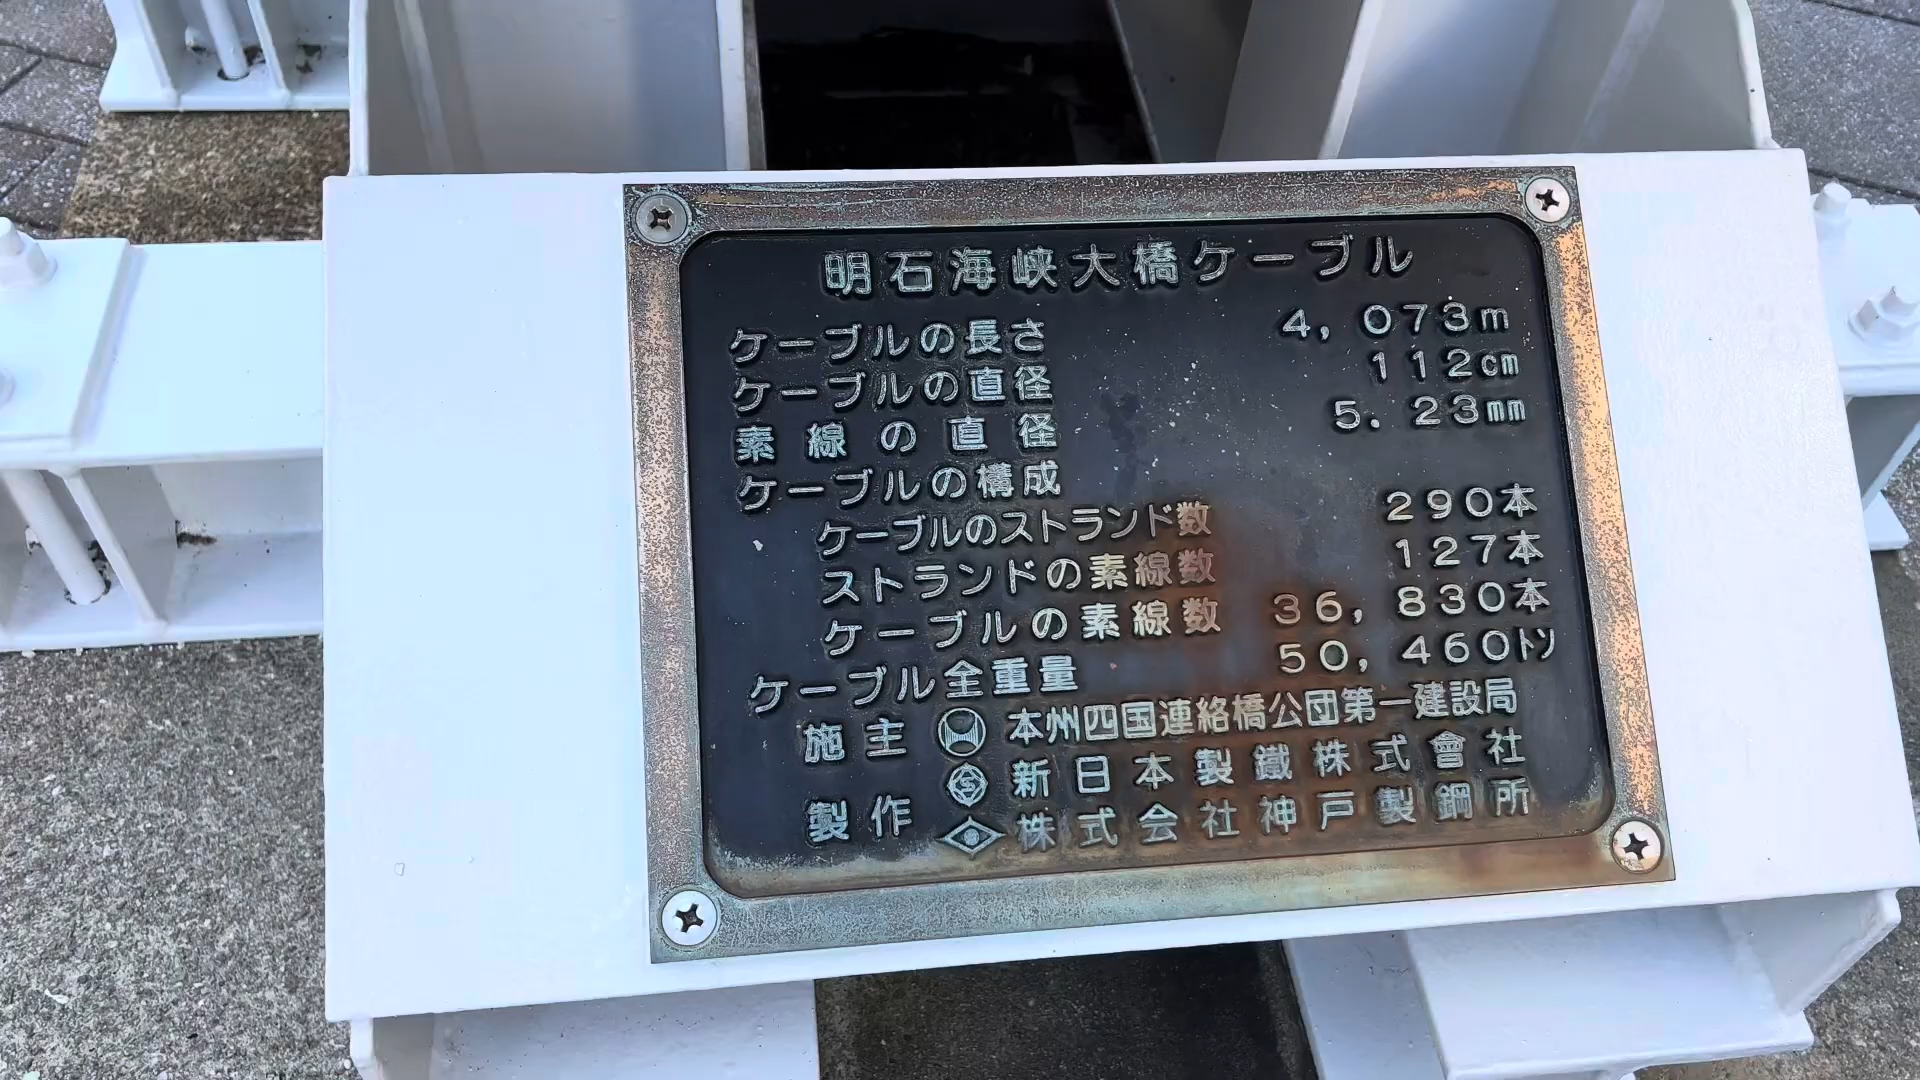 明石海峡大橋ケーブル
ケーブルの長さ 4,073m
ケーブルの直径 112cm
素線の直径 5.23mm
ケーブルの構成
ケーブルのストランド数 290本
ストランドの素線数 127本
ケーブルの素線数 36,830本
ケーブル全重量 50,460トン
施主 本州四国連絡橋公団第一建設局
製作 新日本製鐵株式會社
株式会社神戸製鋼所